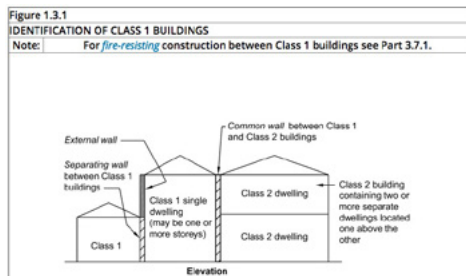 Figure 1.3.1
IDENTIFICATION OF CLASS 1 BUILDINGS
Note: For fire-resisting construction between Class 1 buildings see Part 3.7.1.
Common wall between Class 1
and Class 2 buildings
External wall
Separating wall
between Class 1
buildings
Class 1 single
dwelling
(may be one or
more storeys)
Class 1
Class 2 dwelling
Class 2 dwelling
Class 2 building
containing two or
more separate
dwellings located
one above the
other
Elevation